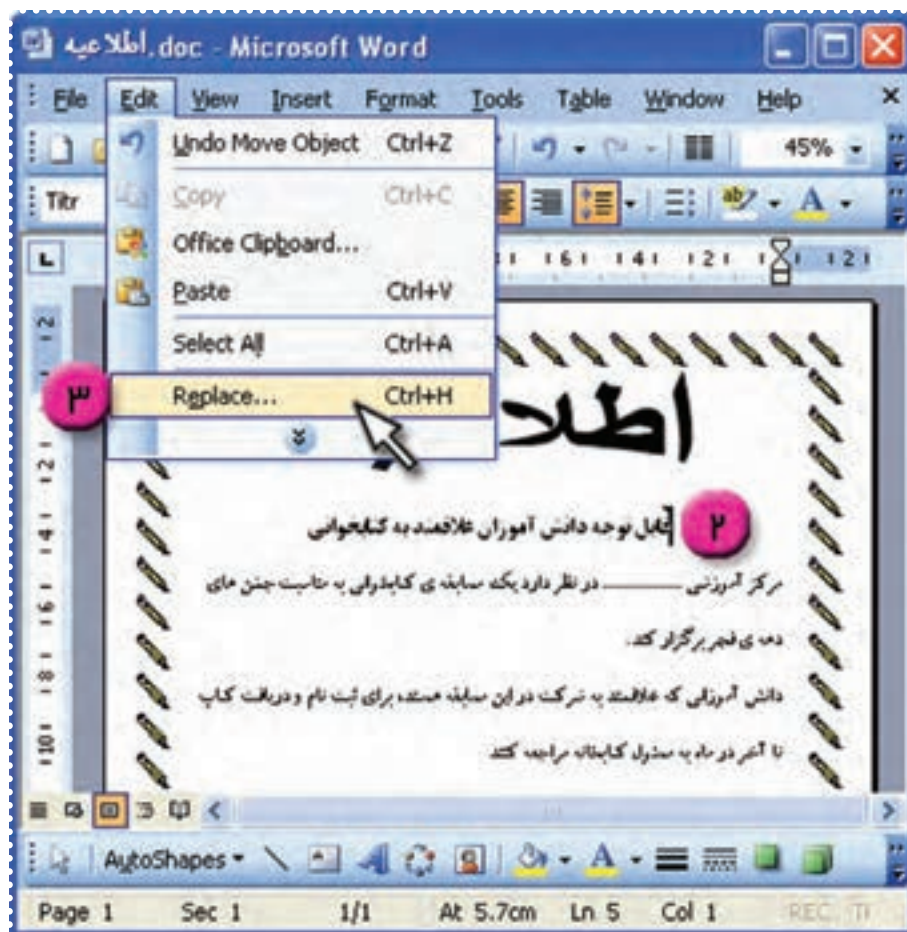 اطلاعیه.doc - Microsoft Word
File Edit View Insert Format Tools Table Window Help
Undo Move Object Ctrl+Z
45%
Copy Ctrl+C
Titr
Office Clipboard...
Paste Ctrl+V
Select All Ctrl+A
Replace... Ctrl+H
۳
اطلا
قابل توجه دانش آموزان علاقمند به کتابخوانی
۲
مرکز آموزشی ــــــــ در نظر دارد یک مسابقه ی کتابخوانی به مناسبت جشن های
دهه ی فجر برگزار کند.
دانش آموزانی که علاقمند به شرکت در این مسابقه هستند برای ثبت نام و دریافت کتاب
تا آخر دی ماه به مسئول کتابخانه مراجعه کنند
AutoShapes
Page 1 Sec 1 1/1 At 5.7cm Ln 5 Col 1 REC